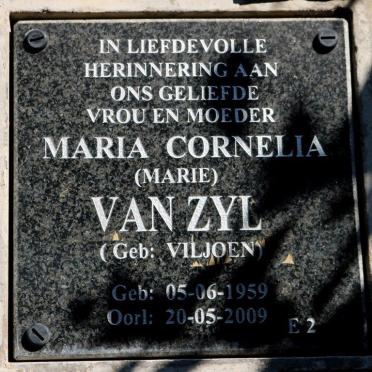 IN LIEFDEVOLLE
HERINNERING AAN
ONS GELIEFDE
VROU EN MOEDER
MARIA CORNELIA
(MARIE)
VAN ZYL
( Geb: VILJOEN)
Geb: 05-06-1959
Oorl: 20-05-2009
E 2